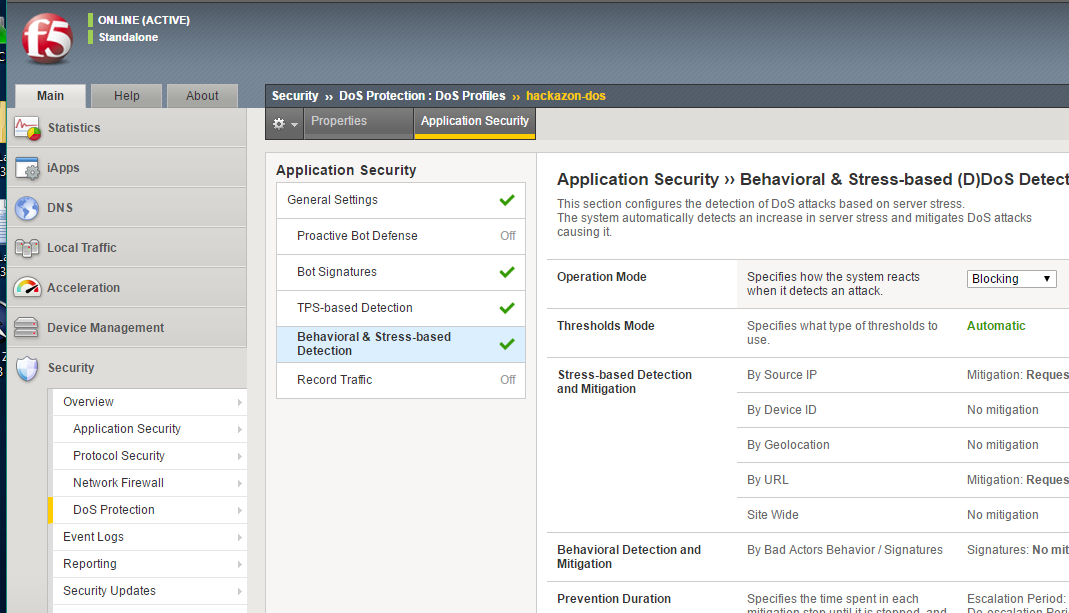 f5
ONLINE (ACTIVE)
Standalone
Main
Help
About
Security ›› DoS Protection : DoS Profiles ›› hackazon-dos
Properties
Application Security
Statistics
iApps
DNS
Local Traffic
Acceleration
Device Management
Security
Overview
Application Security
Protocol Security
Network Firewall
DoS Protection
Event Logs
Reporting
Security Updates
Application Security
General Settings
Proactive Bot Defense Off
Bot Signatures
TPS-based Detection
Behavioral & Stress-based
Detection
Record Traffic Off
Application Security ›› Behavioral & Stress-based (D)DoS Detect
This section configures the detection of DoS attacks based on server stress.
The system automatically detects an increase in server stress and mitigates DoS attacks
causing it.
Operation Mode
Specifies how the system reacts
when it detects an attack.
Blocking
Thresholds Mode
Specifies what type of thresholds to
use.
Automatic
Stress-based Detection
and Mitigation
By Source IP Mitigation: Reques
By Device ID No mitigation
By Geolocation No mitigation
By URL Mitigation: Reques
Site Wide No mitigation
Behavioral Detection and
Mitigation
By Bad Actors Behavior / Signatures Signatures: No mit
Prevention Duration
Specifies the time spent in each
mitigation step until it is stopped, and
Escalation Period:
De-escalation Peri